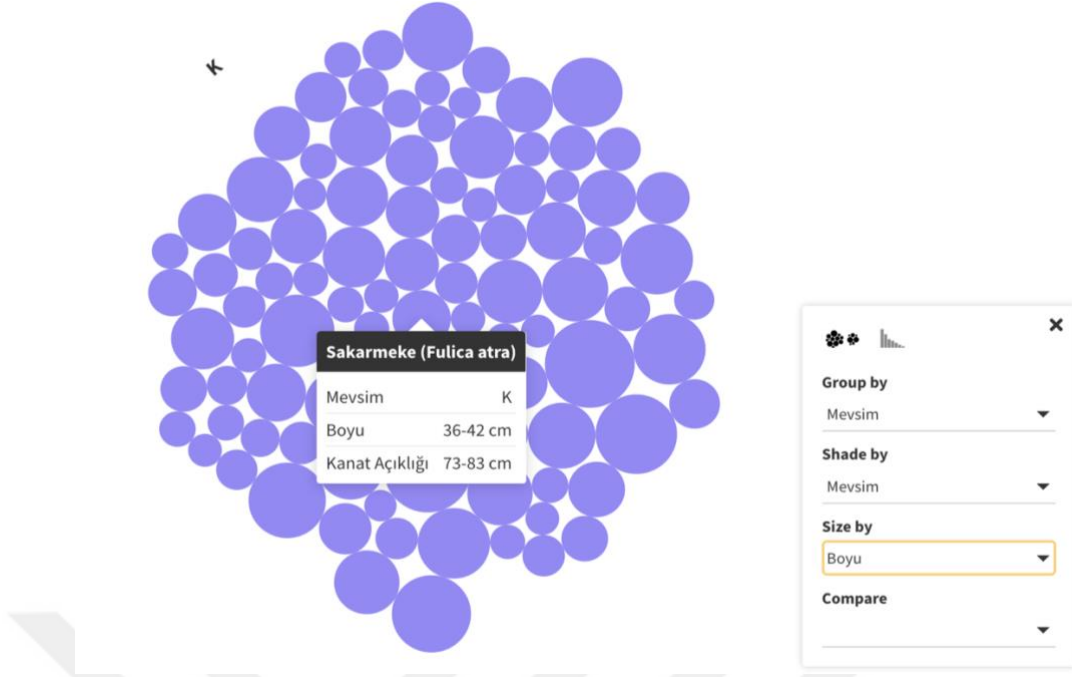 K
Sakarmeke (Fulica atra)
Mevsim K
Boyu 36-42 cm
Kanat Açıklığı 73-83 cm
Group by
Mevsim
Shade by
Mevsim
Size by
Boyu
Compare